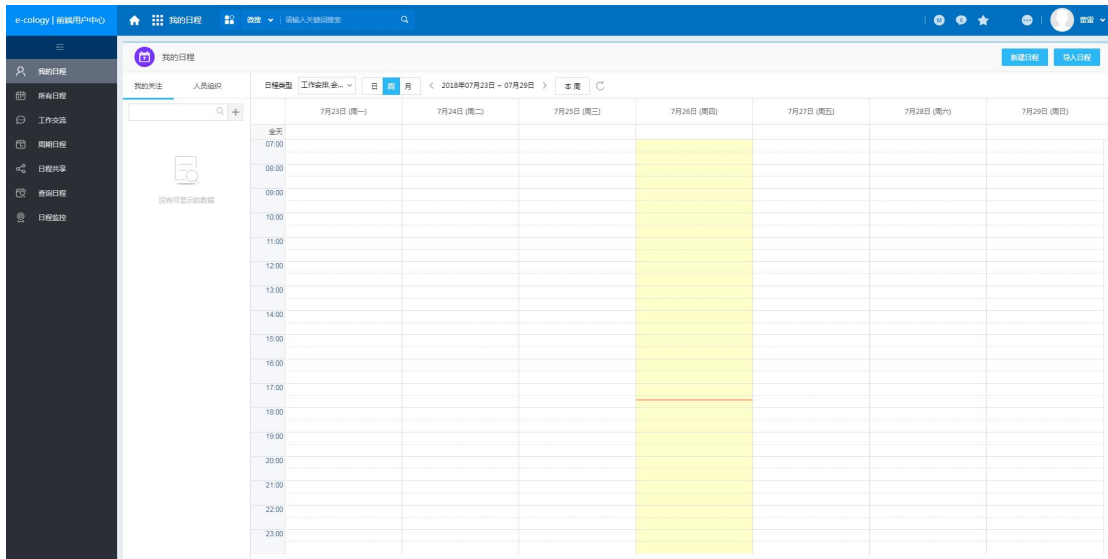 e-cology | 前端用户中心
我的日程
微搜
请输入关键词搜索
M
e
我的日程
所有日程
工作交流
周期日程
日程共享
查询日程
日程监控
7
我的日程
新建日程
导入日程
我的关注
人员组织
没有可显示的数据
日程类型 工作安排,会...
日 周 月 < 2018年07月23日 ~ 07月29日 > 本周
7月23日 (周一) 7月24日 (周二) 7月25日 (周三) 7月26日 (周四) 7月27日 (周五) 7月28日 (周六) 7月29日 (周日)
全天
07:00
08:00
09:00
10:00
11:00
12:00
13:00
14:00
15:00
16:00
17:00
18:00
19:00
20:00
21:00
22:00
23:00